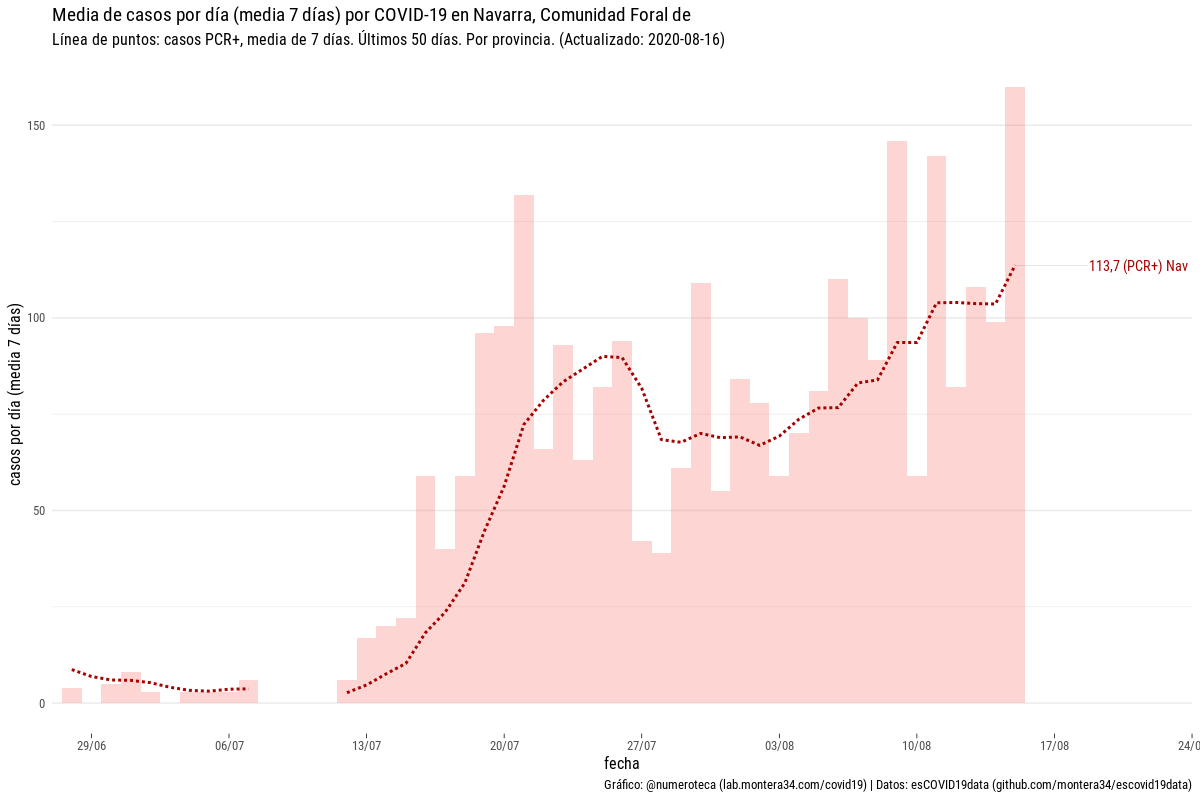 Media de casos por día (media 7 días) por COVID-19 en Navarra, Comunidad Foral de
Línea de puntos: casos PCR+, media de 7 días. Últimos 50 días. Por provincia. (Actualizado: 2020-08-16)
casos por día (media 7 días)
150
100
50
0
113,7 (PCR+) Nav
29/06
06/07
13/07
20/07
27/07
03/08
10/08
17/08
24/0
fecha
Gráfico: @numeroteca (lab.montera34.com/covid19) | Datos: esCOVID19data (github.com/montera34/escovid19data)